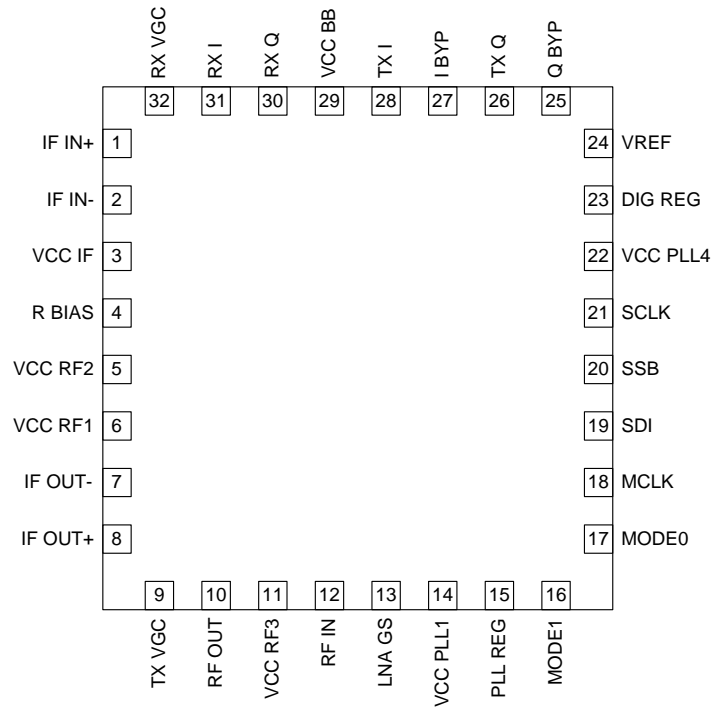 RX VGC
RX I
RX Q
VCC BB
TX I
I BYP
TX Q
Q BYP
32 31 30 29 28 27 26 25
IF IN+ 1
24 VREF
IF IN- 2
23 DIG REG
VCC IF 3
22 VCC PLL4
R BIAS 4
21 SCLK
VCC RF2 5
20 SSB
VCC RF1 6
19 SDI
IF OUT- 7
18 MCLK
IF OUT+ 8
17 MODE0
9 10 11 12 13 14 15 16
TX VGC
RF OUT
VCC RF3
RF IN
LNA GS
VCC PLL1
PLL REG
MODE1